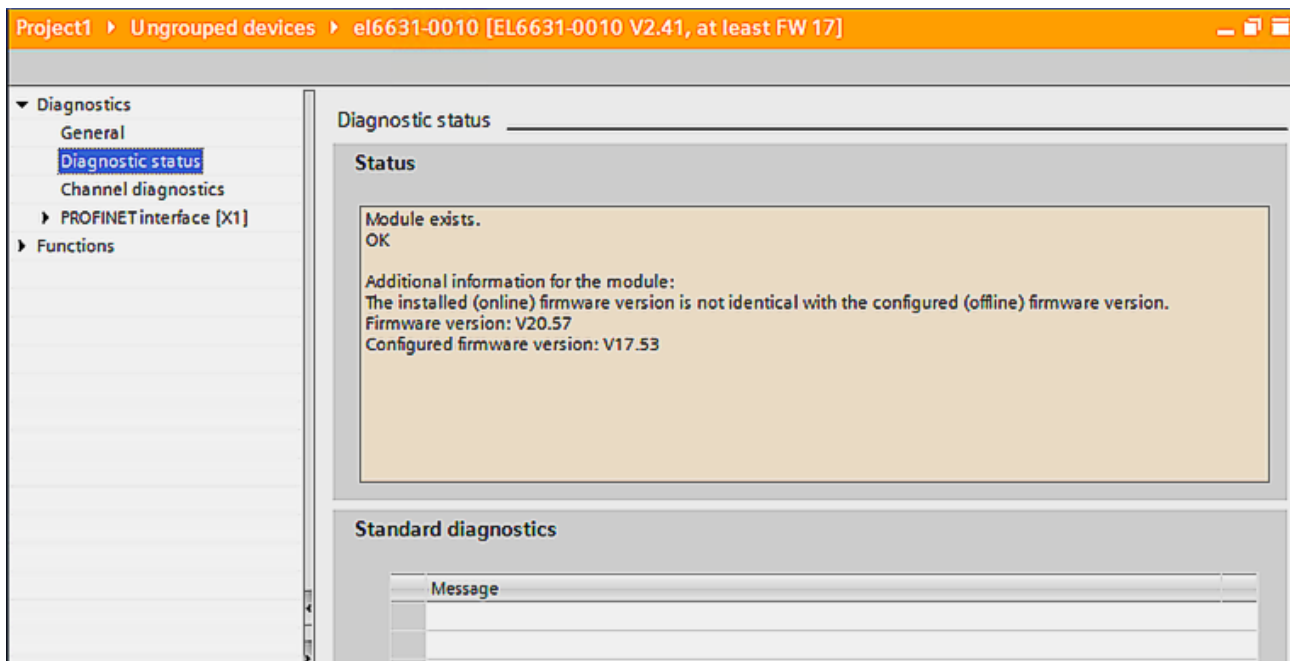 Project1 ▸ Ungrouped devices ▸ el6631-0010 [EL6631-0010 V2.41, at least FW 17]
Diagnostics
General
Diagnostic status
Channel diagnostics
PROFINET interface [X1]
Functions
Diagnostic status
Status
Module exists.
OK
Additional information for the module:
The installed (online) firmware version is not identical with the configured (offline) firmware version.
Firmware version: V20.57
Configured firmware version: V17.53
Standard diagnostics
Message